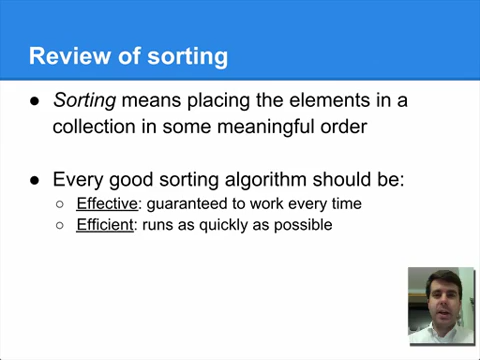 Review of sorting
● Sorting means placing the elements in a
collection in some meaningful order
● Every good sorting algorithm should be:
○ Effective: guaranteed to work every time
○ Efficient: runs as quickly as possible